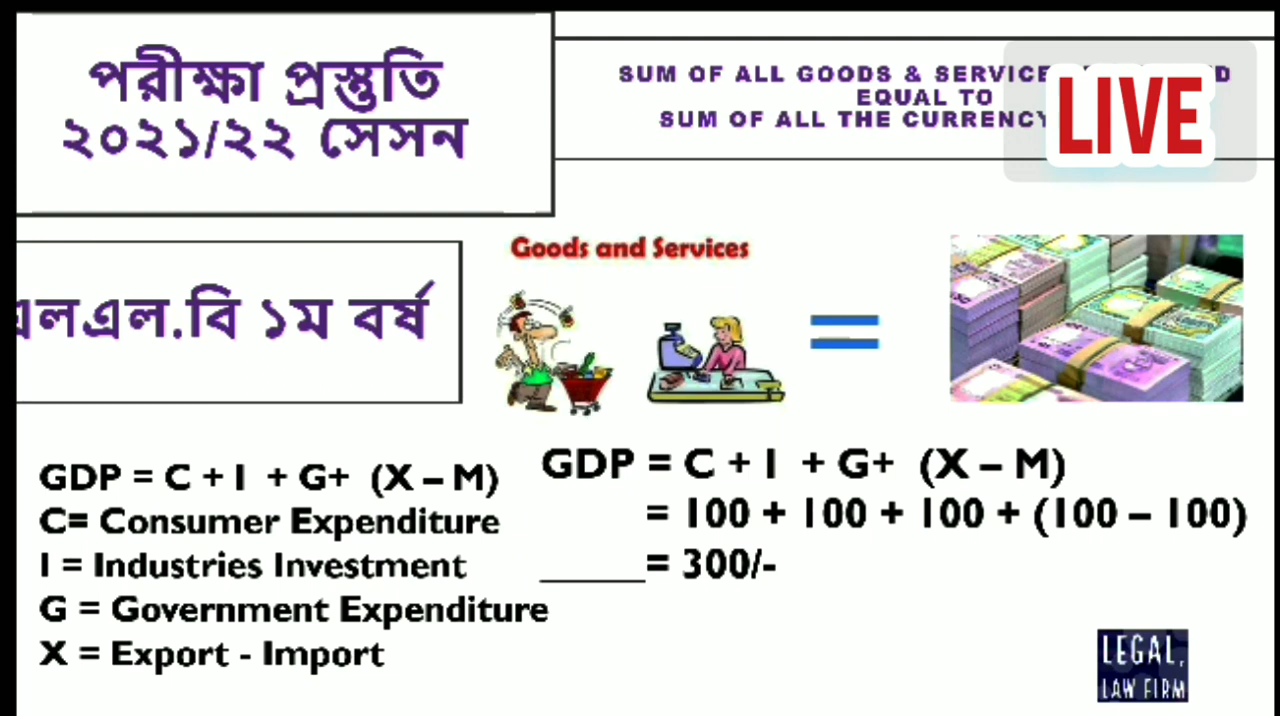 পরীক্ষা প্রস্তুতি
২০২১/২২ সেসন
SUM OF ALL GOODS & SERVICE
EQUAL TO
SUM OF ALL THE CURRENCY
LIVE
এলএল.বি ১ম বর্ষ
Goods and Services
=
GDP = C + I + G+ (X – M)
C= Consumer Expenditure
I = Industries Investment
G = Government Expenditure
X = Export - Import
GDP = C + I + G+ (X – M)
= 100 + 100 + 100 + (100 – 100)
______= 300/-
LEGAL,
LAW FIRM